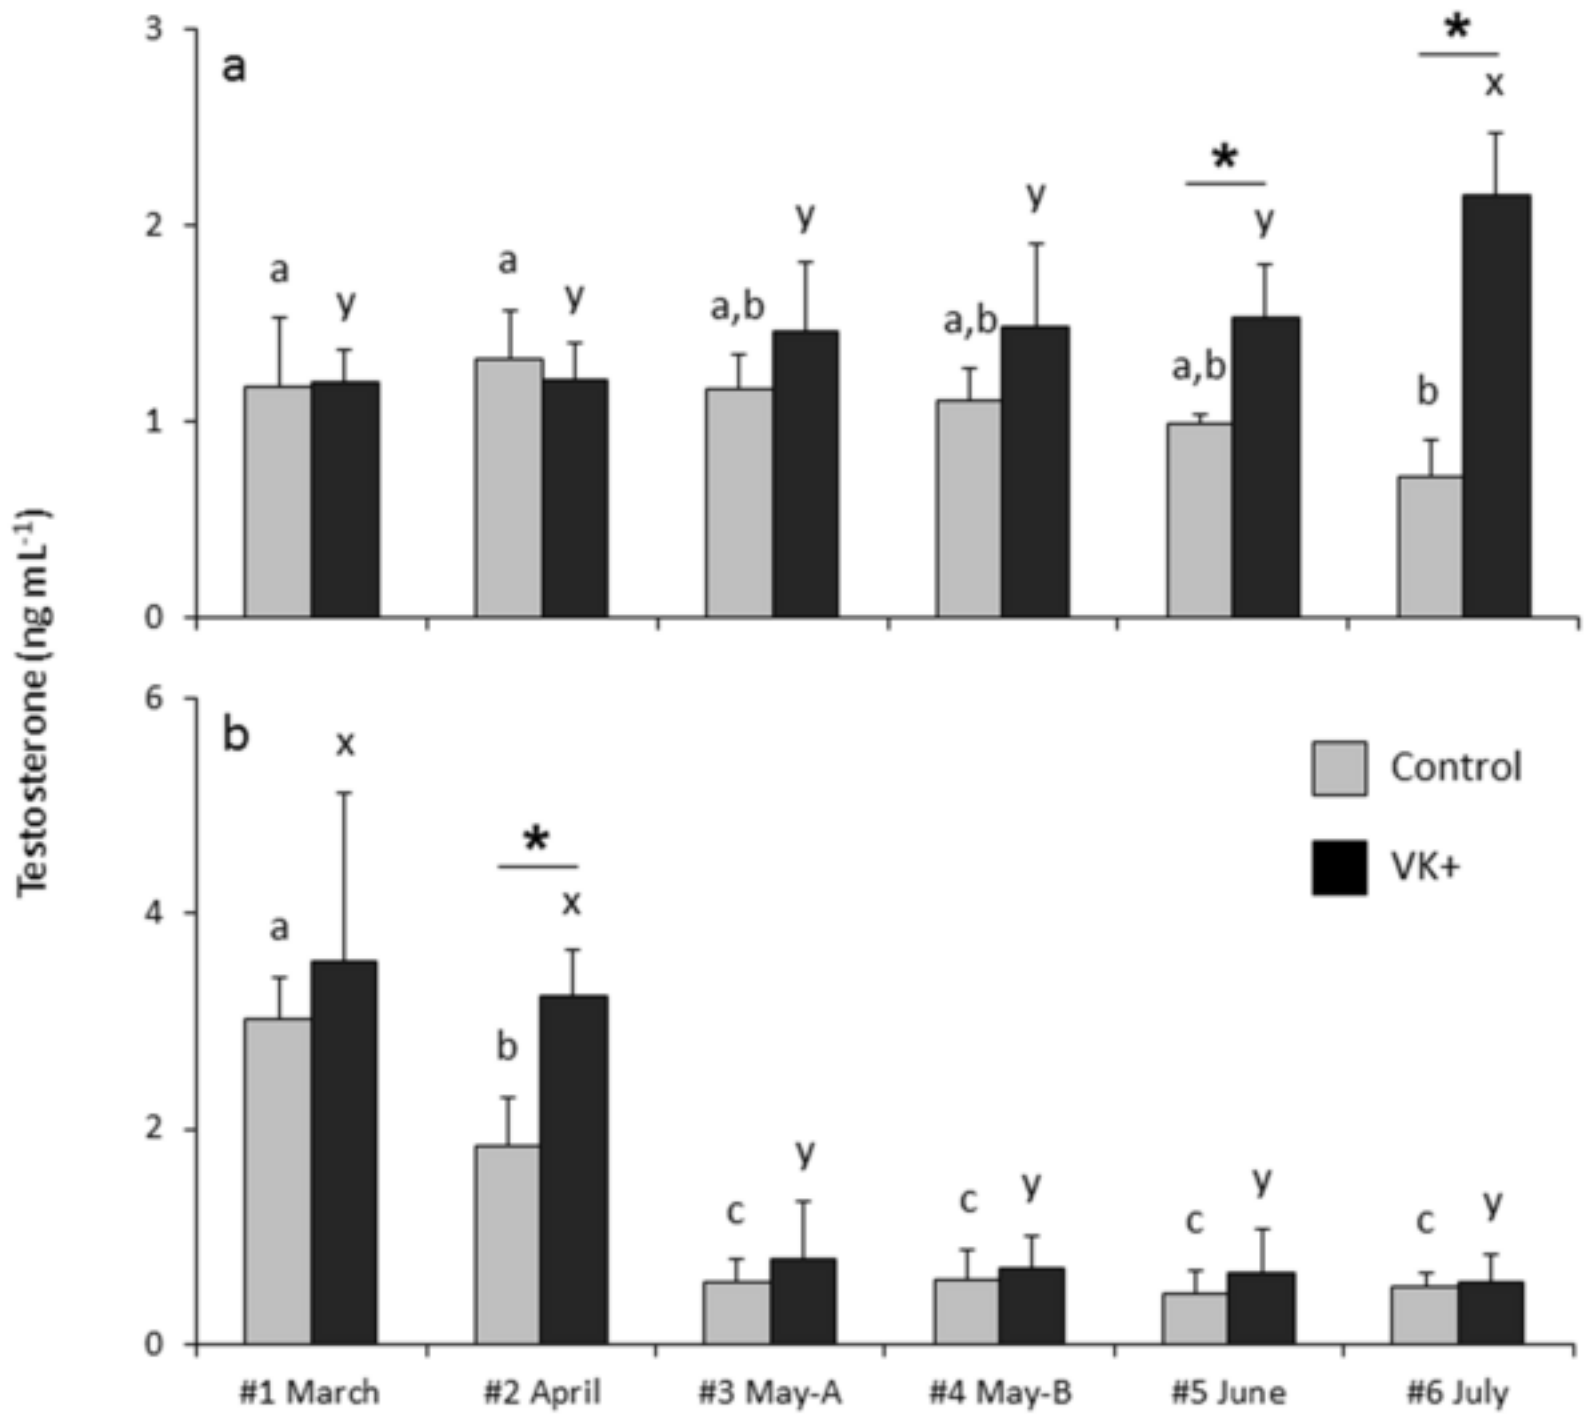 Testosterone (ng mL-1)
3
2
1
0
a
a
y
a
y
a,b
y
a,b
y
a,b
y
*
b
x
*
6
4
2
0
b
a
x
b
x
*
c
y
c
y
c
y
c
y
Control
VK+
#1 March
#2 April
#3 May-A
#4 May-B
#5 June
#6 July